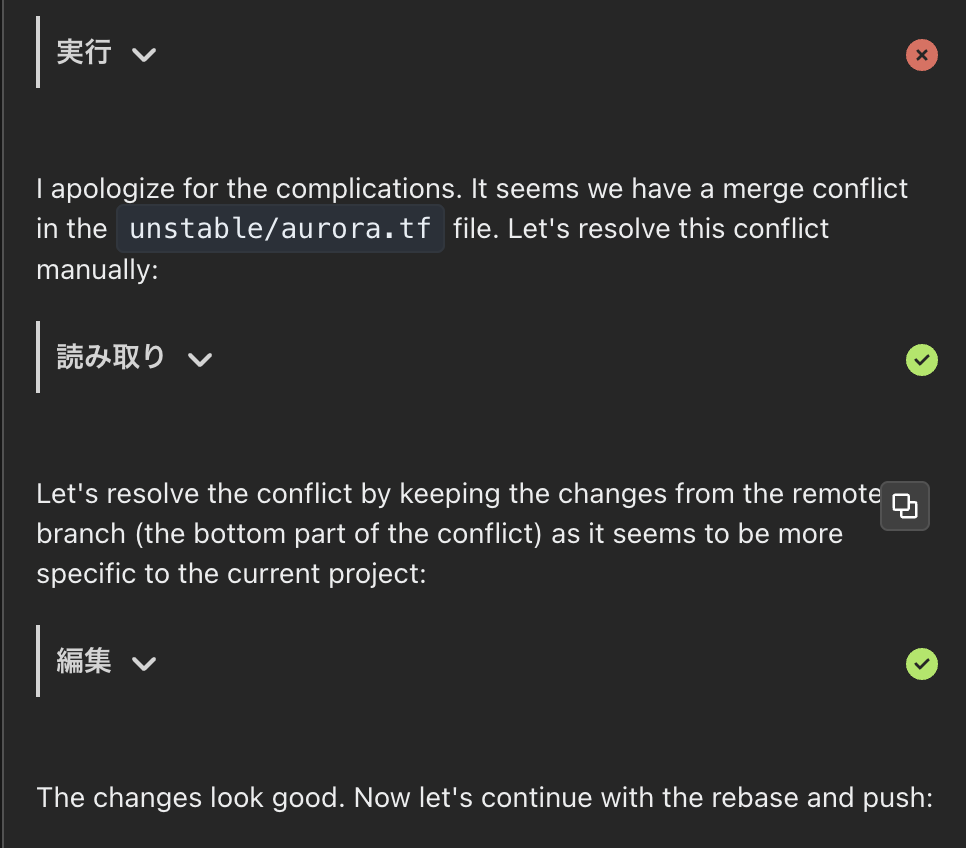 実行
I apologize for the complications. It seems we have a merge conflict
in the unstable/aurora.tf file. Let's resolve this conflict
manually:
読み取り
Let's resolve the conflict by keeping the changes from the remote
branch (the bottom part of the conflict) as it seems to be more
specific to the current project:
編集
The changes look good. Now let's continue with the rebase and push: